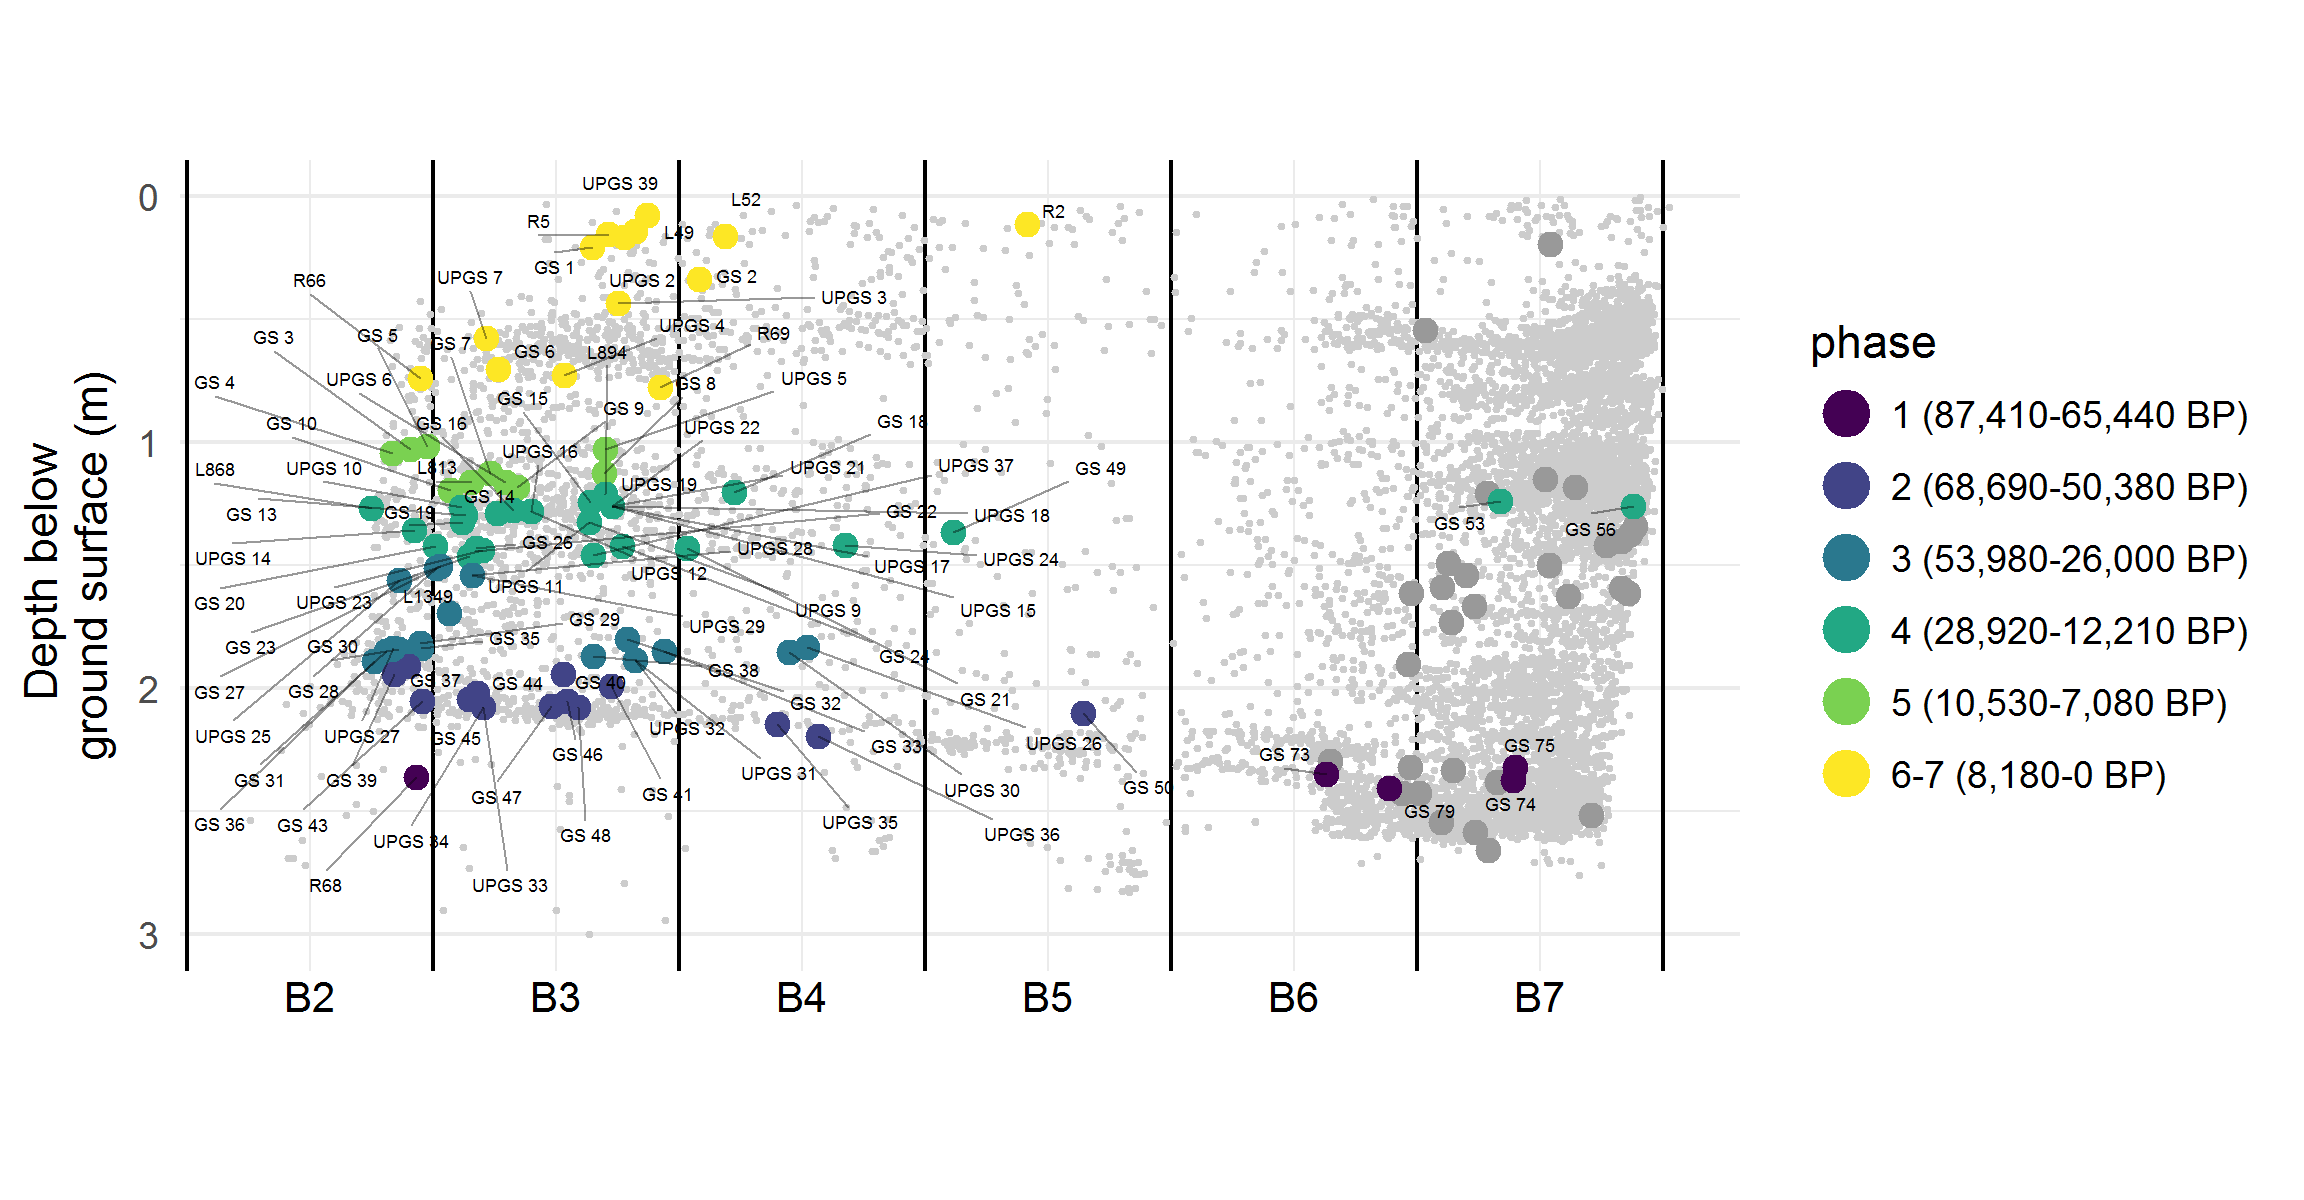 UPGS 39
L52
R5
R2
L49
GS 1
UPGS 7
UPGS 2
GS 2
R66
UPGS 3
UPGS 4
R69
GS 3
GS 5
GS 7
GS 6
L894
GS 4
UPGS 6
GS 8
UPGS 5
GS 15
GS 9
GS 10
GS 16
UPGS 22
GS 18
L868
UPGS 10
L813
UPGS 16
UPGS 21
UPGS 37
GS 49
UPGS 19
GS 14
GS 13
GS 19
GS 22
UPGS 18
GS 53
GS 56
UPGS 14
GS 26
UPGS 28
UPGS 24
UPGS 17
UPGS 12
UPGS 11
GS 20
UPGS 23
L1349
UPGS 9
UPGS 15
GS 29
UPGS 29
GS 23
GS 30
GS 35
GS 24
GS 38
GS 27
GS 28
GS 37
GS 44
GS 40
GS 32
GS 21
UPGS 25
UPGS 27
GS 45
GS 46
UPGS 32
GS 33
UPGS 26
GS 73
GS 75
GS 31
GS 39
UPGS 31
GS 41
UPGS 30
GS 50
GS 47
GS 79
GS 74
GS 36
GS 43
UPGS 34
GS 48
UPGS 35
UPGS 36
R68
UPGS 33
0
1
2
3
Depth below
ground surface (m)
B2
B3
B4
B5
B6
B7
phase
1 (87,410-65,440 BP)
2 (68,690-50,380 BP)
3 (53,980-26,000 BP)
4 (28,920-12,210 BP)
5 (10,530-7,080 BP)
6-7 (8,180-0 BP)